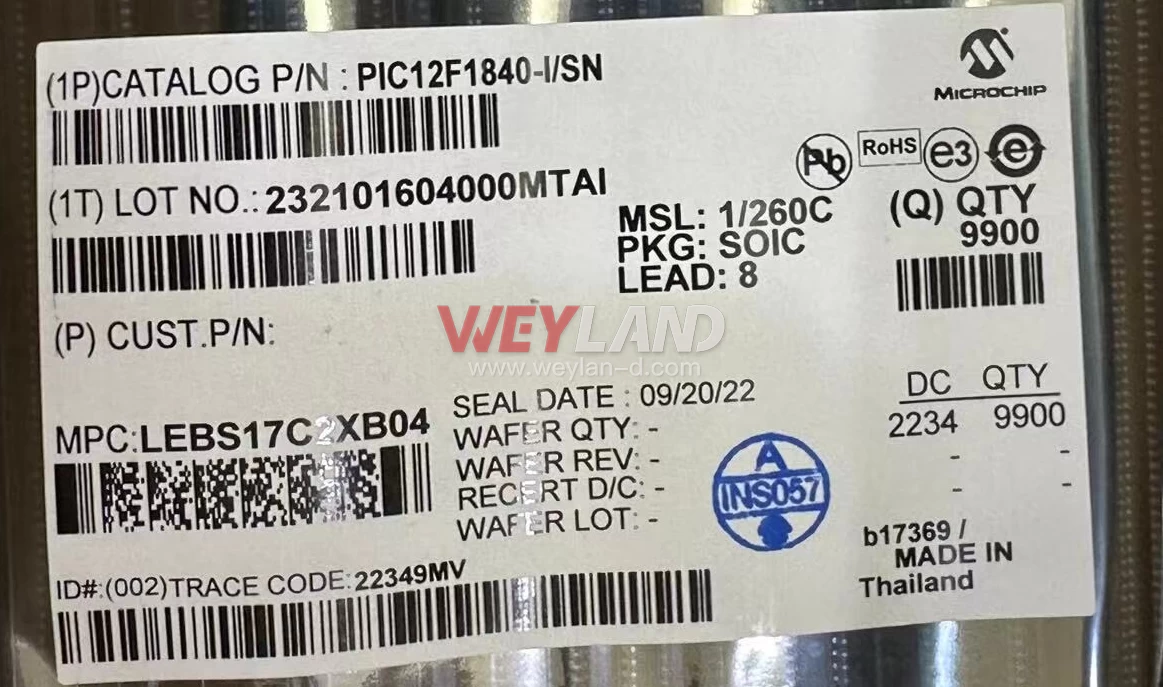 (1P)CATALOG P/N : PIC12F1840-I/SN
MICROCHIP
(1T) LOT NO.: 232101604000MTAI
Pb
RoHS
e3
e
MSL: 1/260C
PKG: SOIC
LEAD: 8
(Q) QTY
9900
(P) CUST.P/N:
WEYLAND
www.weylan-d.com
MPC:LEBS17C2XB04
SEAL DATE : 09/20/22
WAFER QTY: -
WAFER REV: -
RECERT D/C: -
WAFER LOT: -
A
INS057
DC QTY
2234 9900
- -
- -
b17369 /
MADE IN
Thailand
ID#:(002)TRACE CODE:22349MV